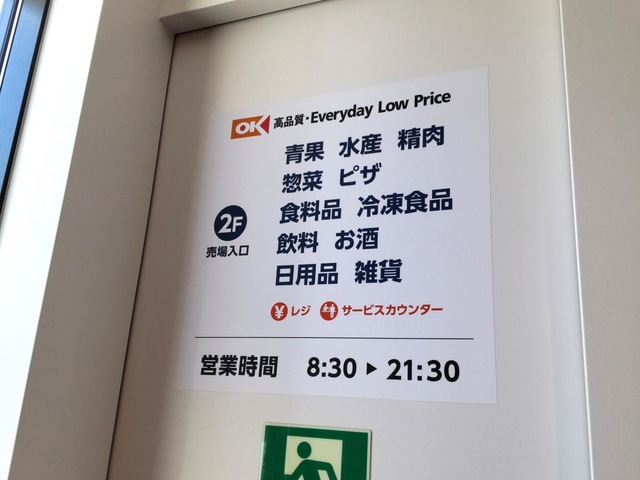 OK 高品質・Everyday Low Price
青果 水産 精肉
惣菜 ピザ
2F 食料品 冷凍食品
売場入口 飲料 お酒
日用品 雑貨
¥ レジ サービスカウンター
営業時間 8:30 ▶ 21:30